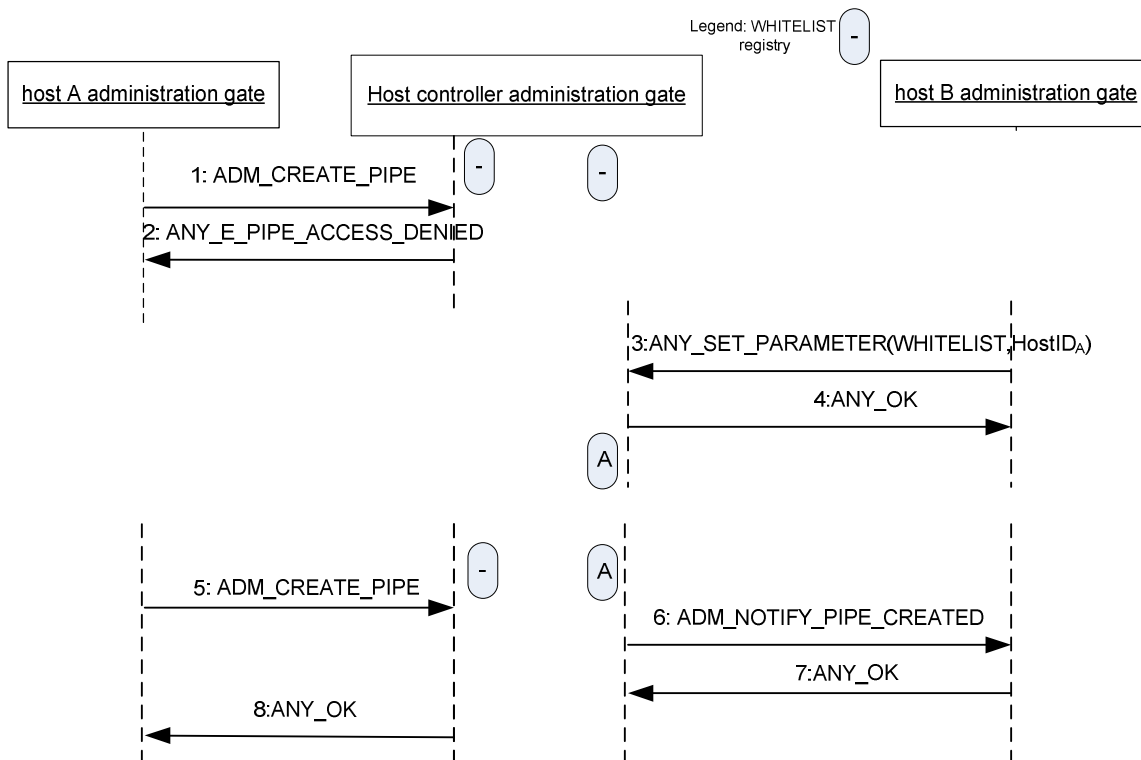 Legend: WHITELIST
registry
-
host A administration gate
Host controller administration gate
host B administration gate
-
-
1: ADM_CREATE_PIPE
2: ANY_E_PIPE_ACCESS_DENIED
3:ANY_SET_PARAMETER(WHITELIST,HostIDA)
4:ANY_OK
A
-
A
5: ADM_CREATE_PIPE
6: ADM_NOTIFY_PIPE_CREATED
7:ANY_OK
8:ANY_OK